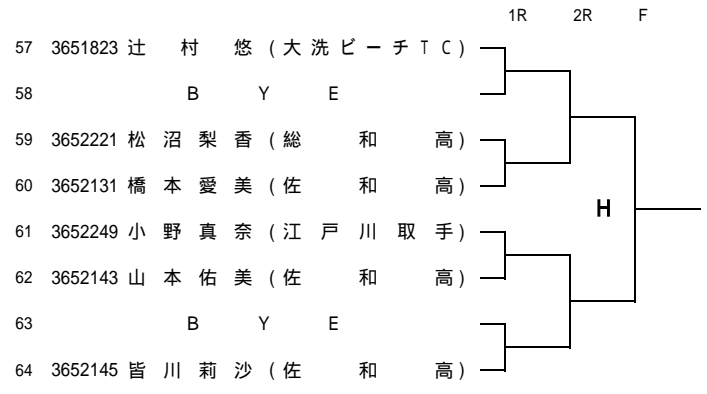 1R 2R F
57 3651823 辻 村 悠 (大洗ビーチTC)
58 B Y E
59 3652221 松 沼 梨 香 (総 和 高)
60 3652131 橋 本 愛 美 (佐 和 高)
H
61 3652249 小 野 真 奈 (江 戸 川 取 手)
62 3652143 山 本 佑 美 (佐 和 高)
63 B Y E
64 3652145 皆 川 莉 沙 (佐 和 高)